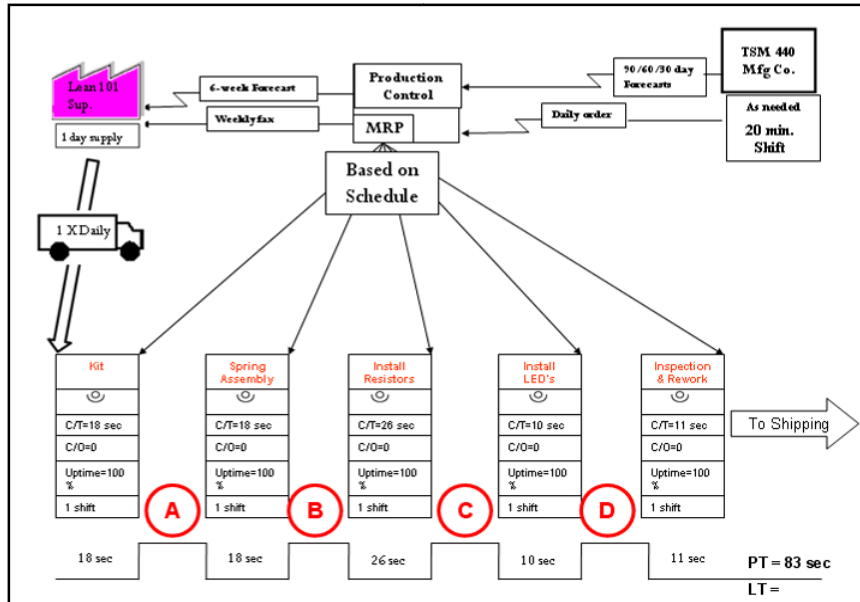 Lean 101
Sup.
1 day supply
6-week Forecast
Weekly fax
Production
Control
MRP
90/60/30 day
Forecasts
Daily order
TSM 440
Mfg Co.
As needed
20 min.
Shift
Based on
Schedule
1 X Daily
Kit
C/T=18 sec
C/O=0
Uptime=100
%
1 shift
Spring
Assembly
C/T=18 sec
C/O=0
Uptime=100
%
1 shift
Install
Resistors
C/T=26 sec
C/O=0
Uptime=100
%
1 shift
Install
LED's
C/T=10 sec
C/O=0
Uptime=100
%
1 shift
Inspection
& Rework
C/T=11 sec
C/O=0
Uptime=100
%
1 shift
To Shipping
A
B
C
D
18 sec
18 sec
26 sec
10 sec
11 sec
PT = 83 sec
LT =